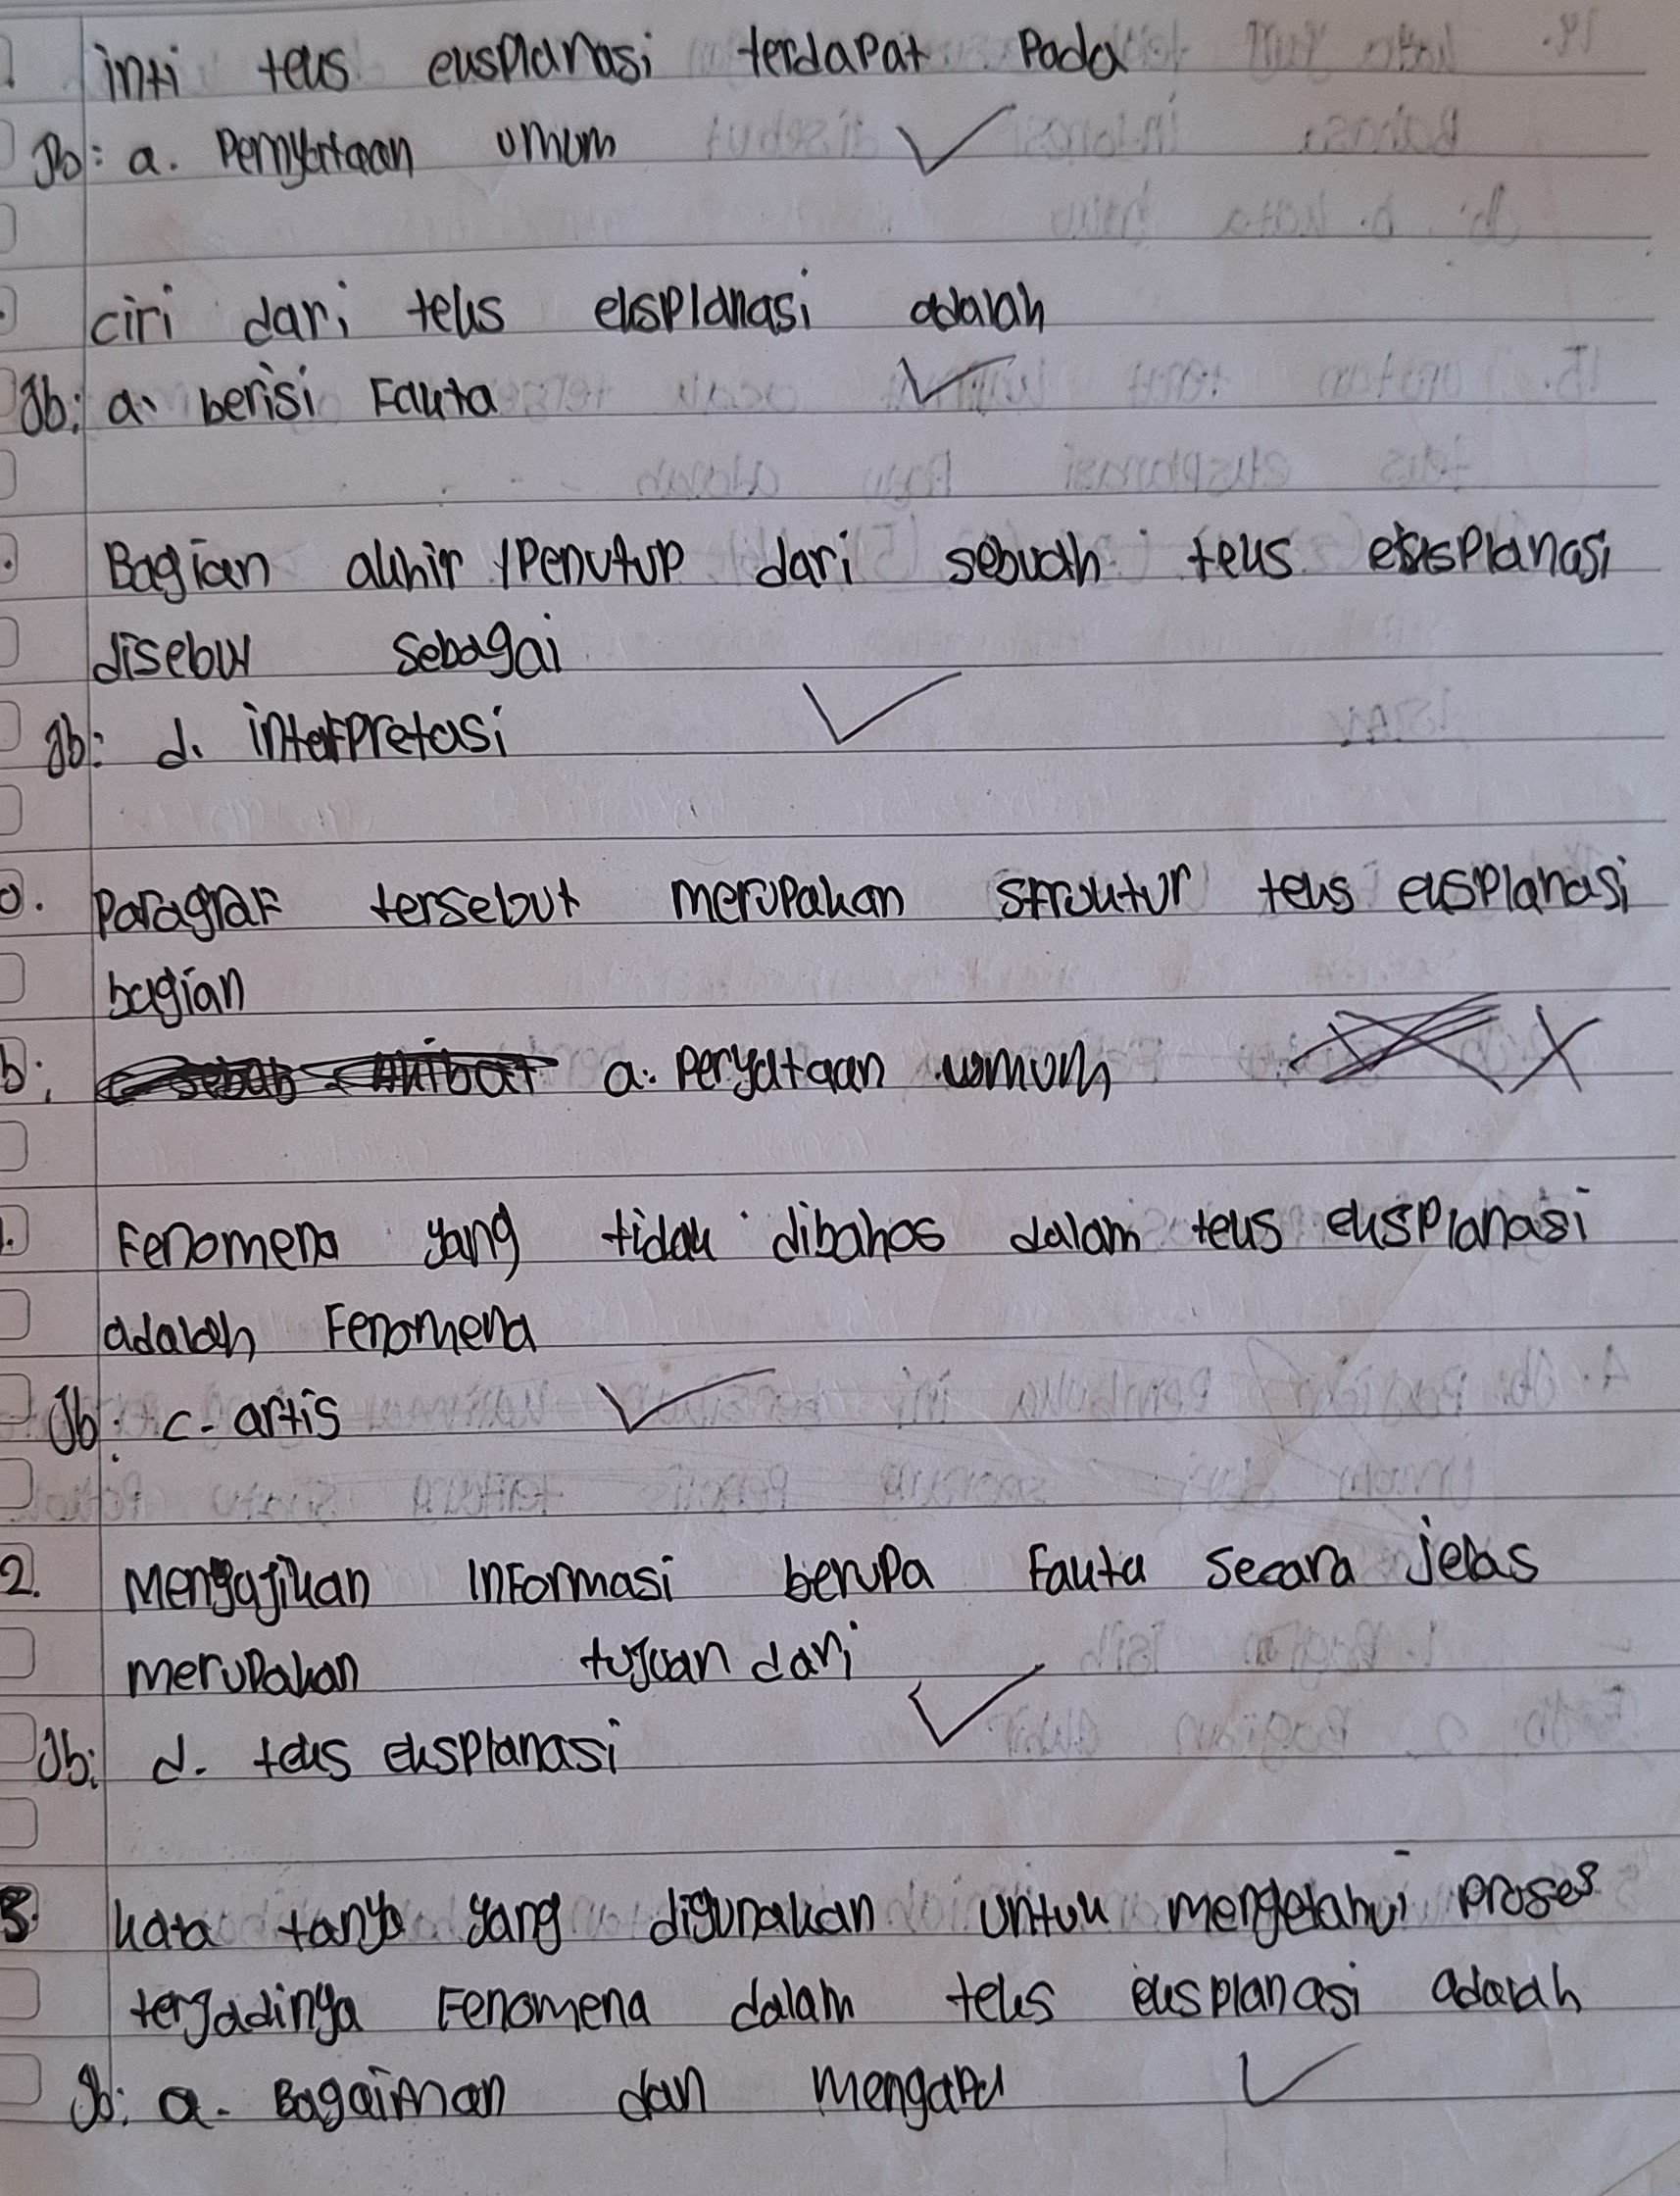 inti teks eksplanasi terdapat pada
Jb: a. Pernyataan umum
ciri dari teks eksplanasi adalah
Jb: a. berisi Fakta
Bagian akhir / Penutup dari sebuah teks eksplanasi
disebut sebagai
Jb: d. interpretasi
0. Paragraf tersebut merupakan struktur teks eksplanasi
bagian
b: a. Peryataan umum
1. Fenomena yang tidak dibahas dalam teks eksplanasi
adalah Fenomena
Jb: c. artis
2. Mengajikan Informasi berupa Fakta secara jelas
merupakan tujuan dari
Jb: d. teks eksplanasi
3. kata tanya yang digunakan untuk mengetahui proses
terjadinya Fenomena dalam teks eksplanasi adalah
Jb: a. Bagaiman dan mengapa